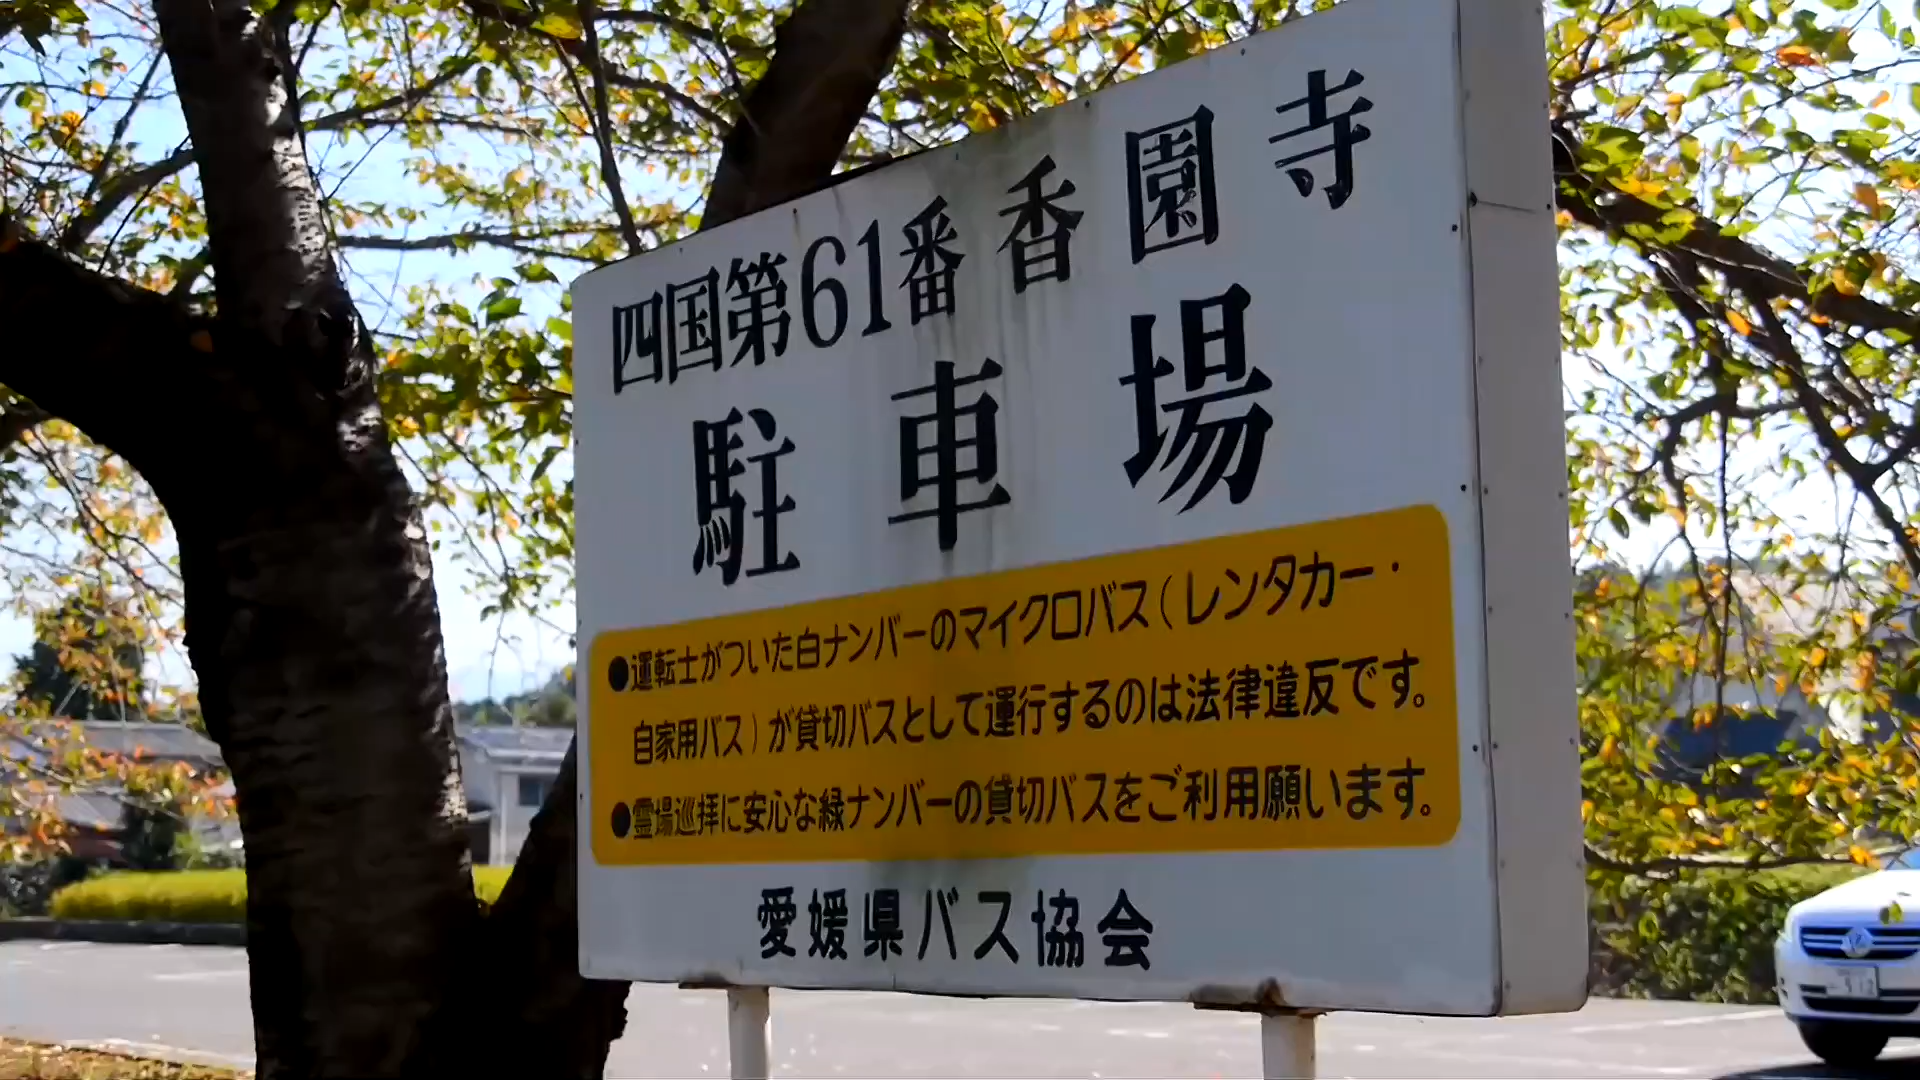 四国第61番香園寺
駐車場
●運転士がついた白ナンバーのマイクロバス(レンタカー・
自家用バス)が貸切バスとして運行するのは法律違反です。
●霊場巡拝に安心な緑ナンバーの貸切バスをご利用願います。
愛媛県バス協会